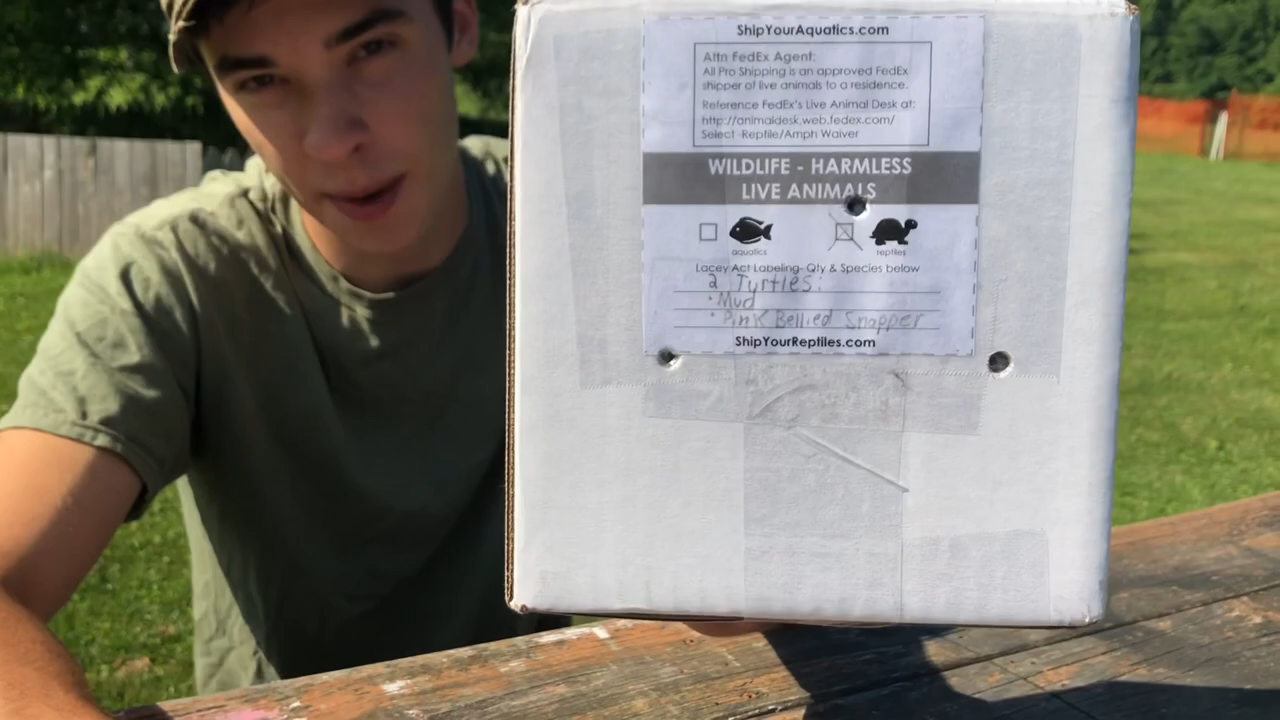 ShipYourAquatics.com
Attn FedEx Agent:
All Pro Shipping is an approved FedEx
shipper of live animals to a residence.
Reference FedEx's Live Animal Desk at:
http://animaldesk.web.fedex.com/
Select -Reptile/Amph Waiver
WILDLIFE - HARMLESS
LIVE ANIMALS
aquatics reptiles
Lacey Act Labeling- Qty & Species below
2 Turtles:
· Mud
· Pink Bellied Snapper
ShipYourReptiles.com